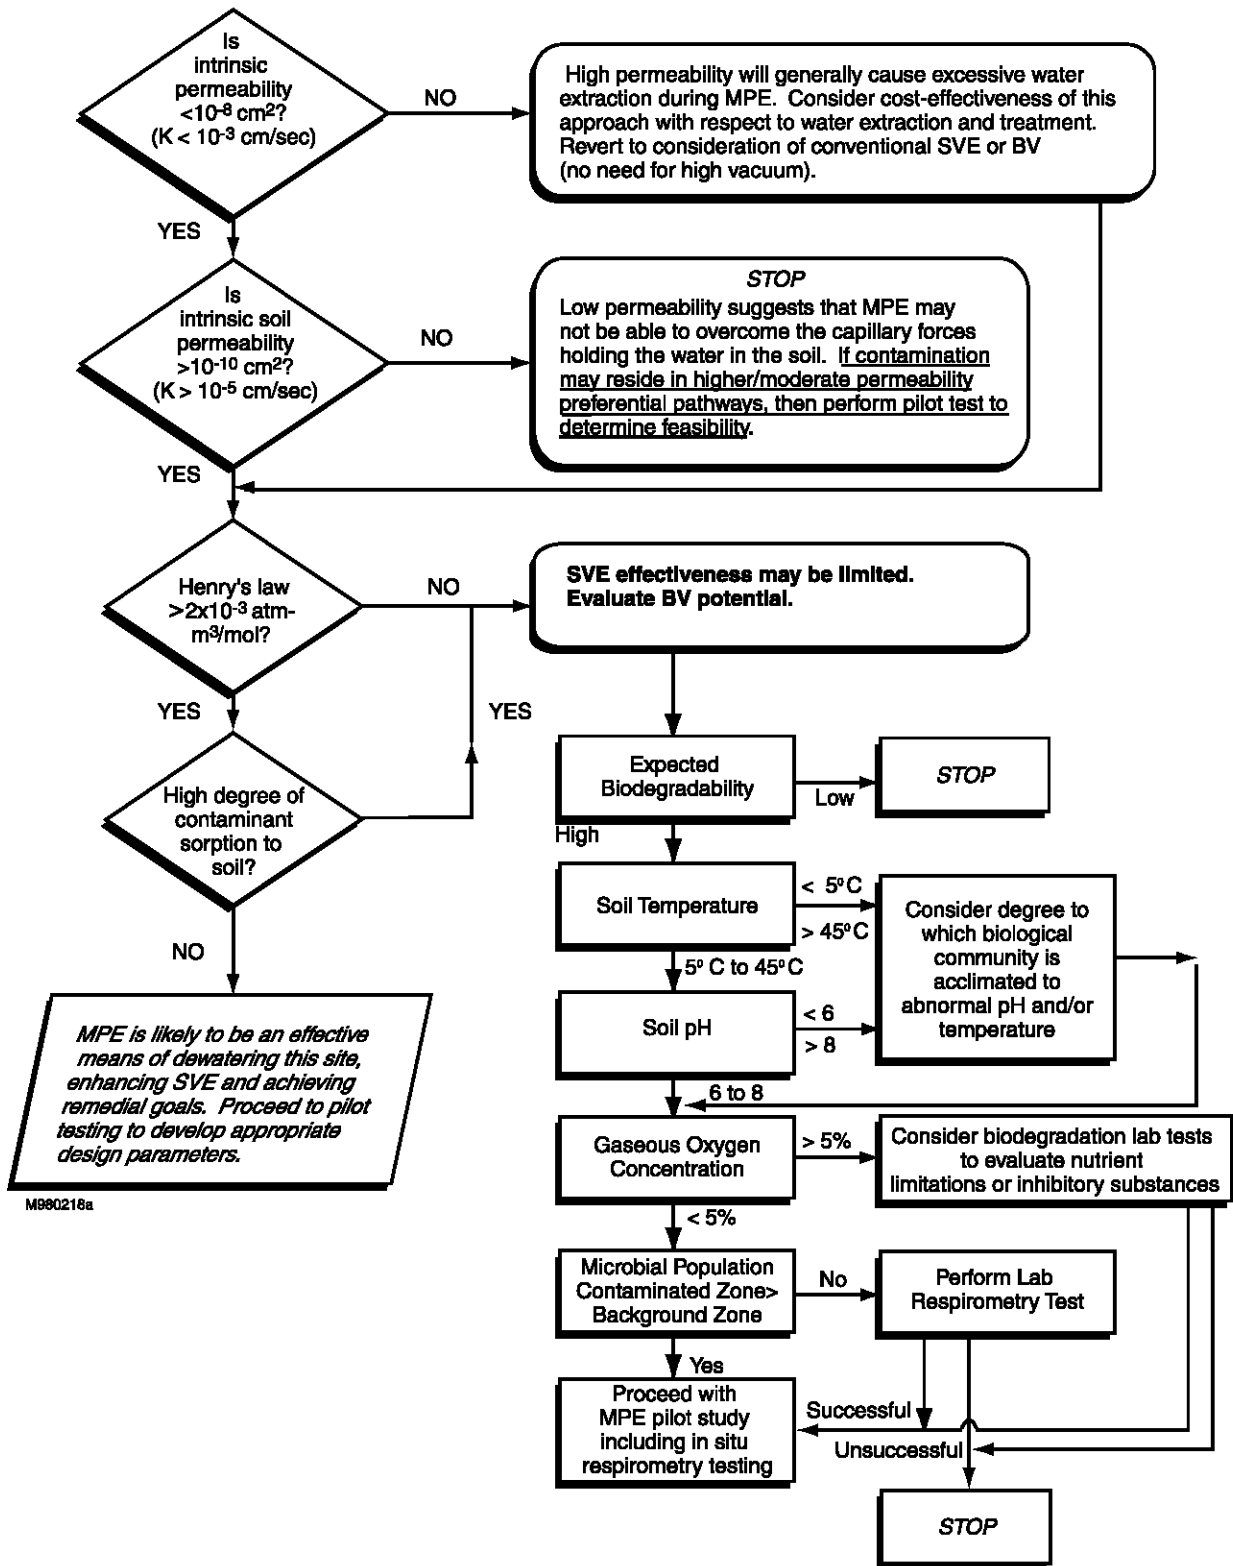 Is
intrinsic
permeability
<10-8 cm2?
(K < 10-3 cm/sec)
NO
High permeability will generally cause excessive water
extraction during MPE. Consider cost-effectiveness of this
approach with respect to water extraction and treatment.
Revert to consideration of conventional SVE or BV
(no need for high vacuum).
YES
Is
intrinsic soil
permeability
>10-10 cm2?
(K > 10-5 cm/sec)
NO
STOP
Low permeability suggests that MPE may
not be able to overcome the capillary forces
holding the water in the soil. If contamination
may reside in higher/moderate permeability
preferential pathways, then perform pilot test to
determine feasibility.
YES
Henry's law
>2x10-3 atm-
m3/mol?
NO
SVE effectiveness may be limited.
Evaluate BV potential.
YES
YES
High degree of
contaminant
sorption to
soil?
NO
MPE is likely to be an effective
means of dewatering this site,
enhancing SVE and achieving
remedial goals. Proceed to pilot
testing to develop appropriate
design parameters.
M980218a
Expected
Biodegradability
Low
STOP
High
Soil Temperature
< 5°C
> 45°C
Consider degree to
which biological
community is
acclimated to
abnormal pH and/or
temperature
5° C to 45°C
Soil pH
< 6
> 8
6 to 8
Gaseous Oxygen
Concentration
> 5%
Consider biodegradation lab tests
to evaluate nutrient
limitations or inhibitory substances
< 5%
Microbial Population
Contaminated Zone>
Background Zone
No
Perform Lab
Respirometry Test
Yes
Proceed with
MPE pilot study
including in situ
respirometry testing
Successful
Unsuccessful
STOP